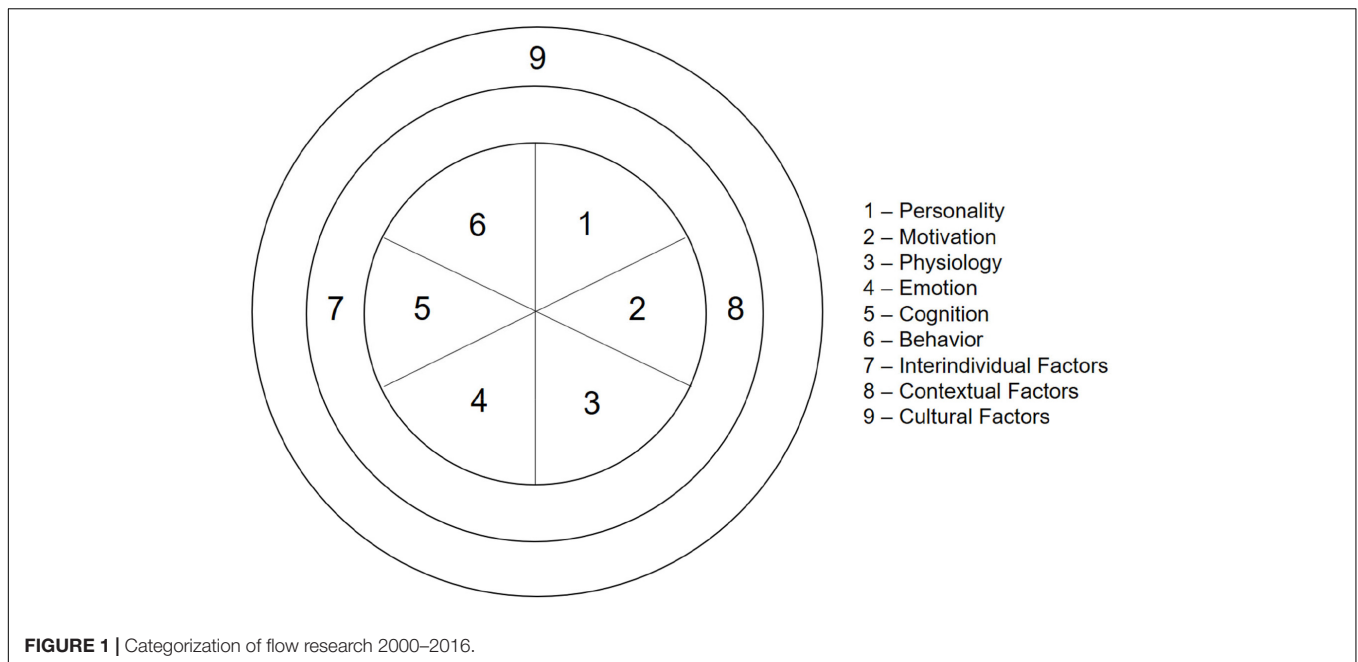 9
6
1
7
5
2
8
4
3
1 – Personality
2 – Motivation
3 – Physiology
4 – Emotion
5 – Cognition
6 – Behavior
7 – Interindividual Factors
8 – Contextual Factors
9 – Cultural Factors
FIGURE 1 | Categorization of flow research 2000–2016.